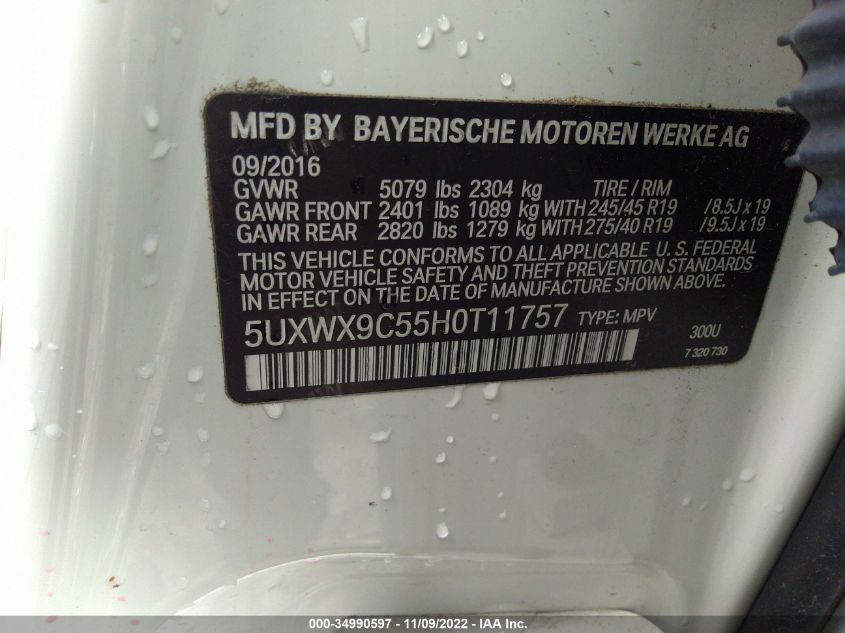 MFD BY BAYERISCHE MOTOREN WERKE AG
09/2016
GVWR 5079 lbs 2304 kg TIRE / RIM
GAWR FRONT 2401 lbs 1089 kg WITH 245/45 R19 /8.5J x 19
GAWR REAR 2820 lbs 1279 kg WITH 275/40 R19 /9.5J x 19
THIS VEHICLE CONFORMS TO ALL APPLICABLE U. S. FEDERAL
MOTOR VEHICLE SAFETY AND THEFT PREVENTION STANDARDS
IN EFFECT ON THE DATE OF MANUFACTURE SHOWN ABOVE.
5UXWX9C55H0T11757 TYPE: MPV 300U
7 320 730
000-34990597 - 11/09/2022 - IAA Inc.